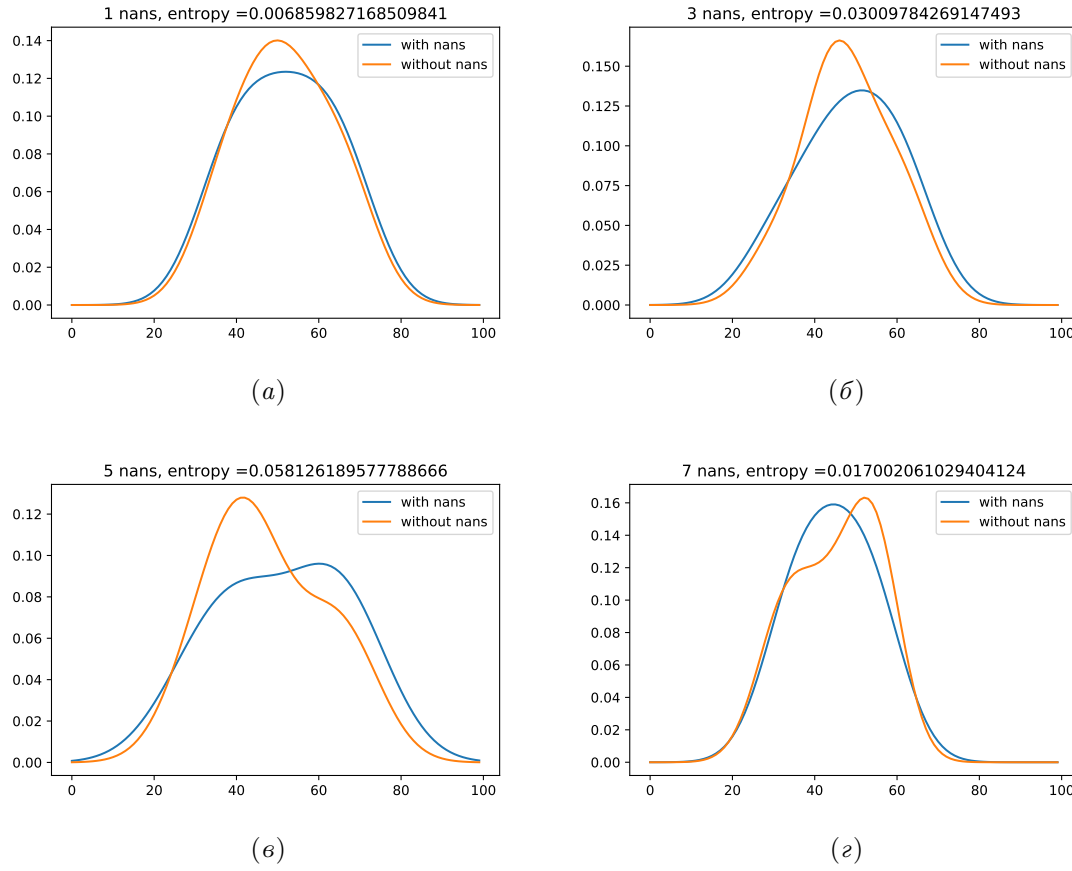 1 nans, entropy =0.006859827168509841
0.14
0.12
0.10
0.08
0.06
0.04
0.02
0.00
0 20 40 60 80 100
with nans
without nans
(а)
3 nans, entropy =0.03009784269147493
0.150
0.125
0.100
0.075
0.050
0.025
0.000
0 20 40 60 80 100
with nans
without nans
(б)
5 nans, entropy =0.058126189577788666
0.12
0.10
0.08
0.06
0.04
0.02
0.00
0 20 40 60 80 100
with nans
without nans
(в)
7 nans, entropy =0.017002061029404124
0.16
0.14
0.12
0.10
0.08
0.06
0.04
0.02
0.00
0 20 40 60 80 100
with nans
without nans
(г)